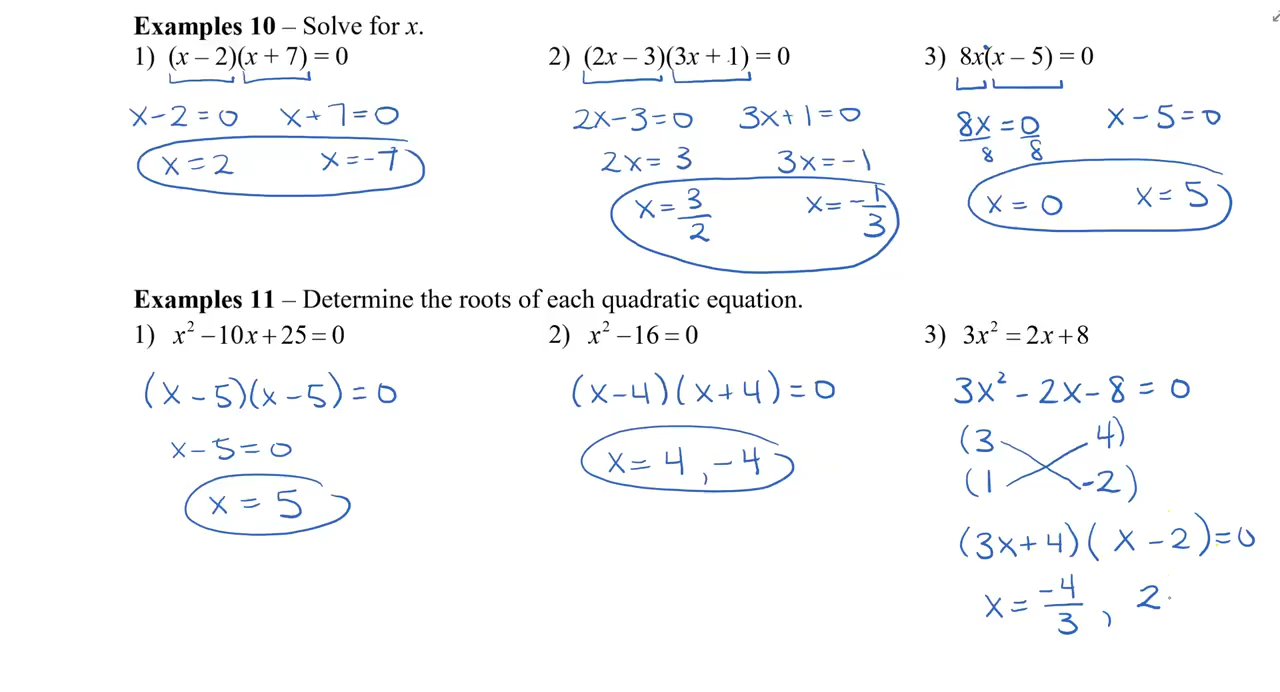 Examples 10 – Solve for x.
1) (x – 2)(x + 7) = 0
x – 2 = 0 x + 7 = 0
x = 2 x = -7
2) (2x – 3)(3x + 1) = 0
2x – 3 = 0 3x + 1 = 0
2x = 3 3x = -1
x = 3/2 x = -1/3
3) 8x(x – 5) = 0
8x/8 = 0/8 x – 5 = 0
x = 0 x = 5
Examples 11 – Determine the roots of each quadratic equation.
1) x² – 10x + 25 = 0
(x – 5)(x – 5) = 0
x – 5 = 0
x = 5
2) x² – 16 = 0
(x – 4)(x + 4) = 0
x = 4, -4
3) 3x² = 2x + 8
3x² – 2x – 8 = 0
(3 4)
(1 -2)
(3x + 4)(x – 2) = 0
x = -4/3, 2